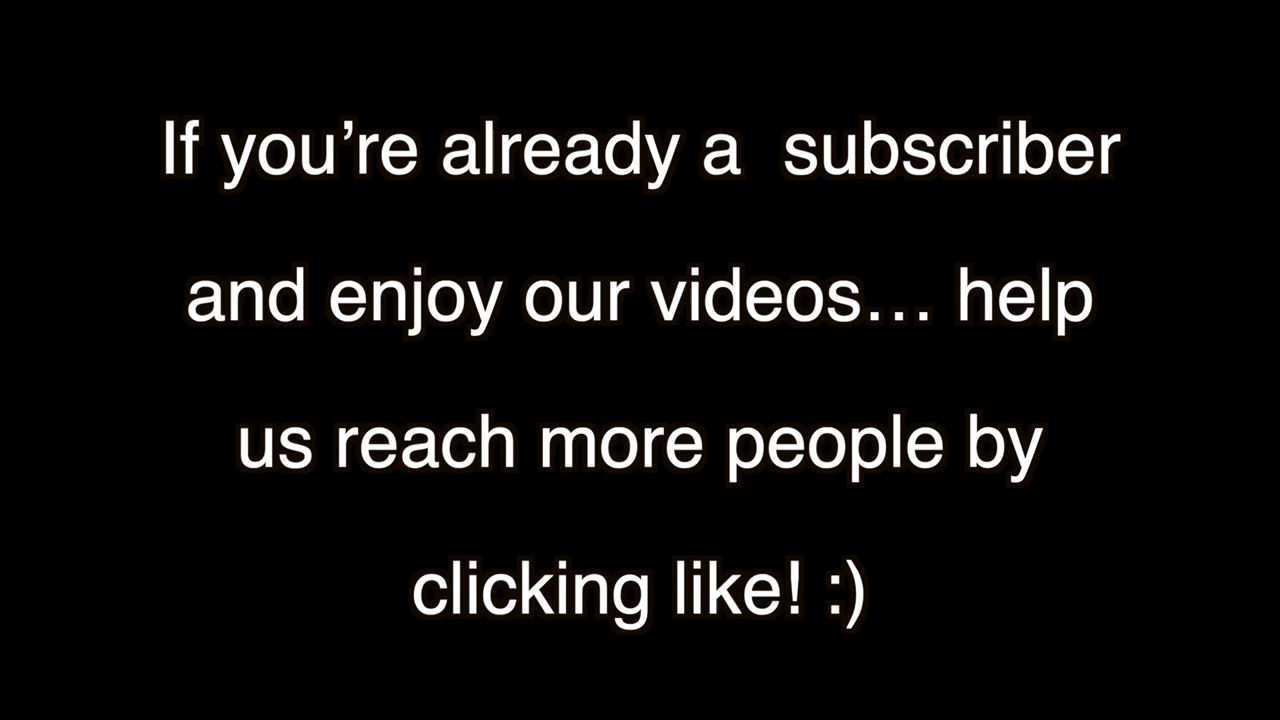 If you’re already a  subscriber
and enjoy our videos… help
us reach more people by
clicking like! :)